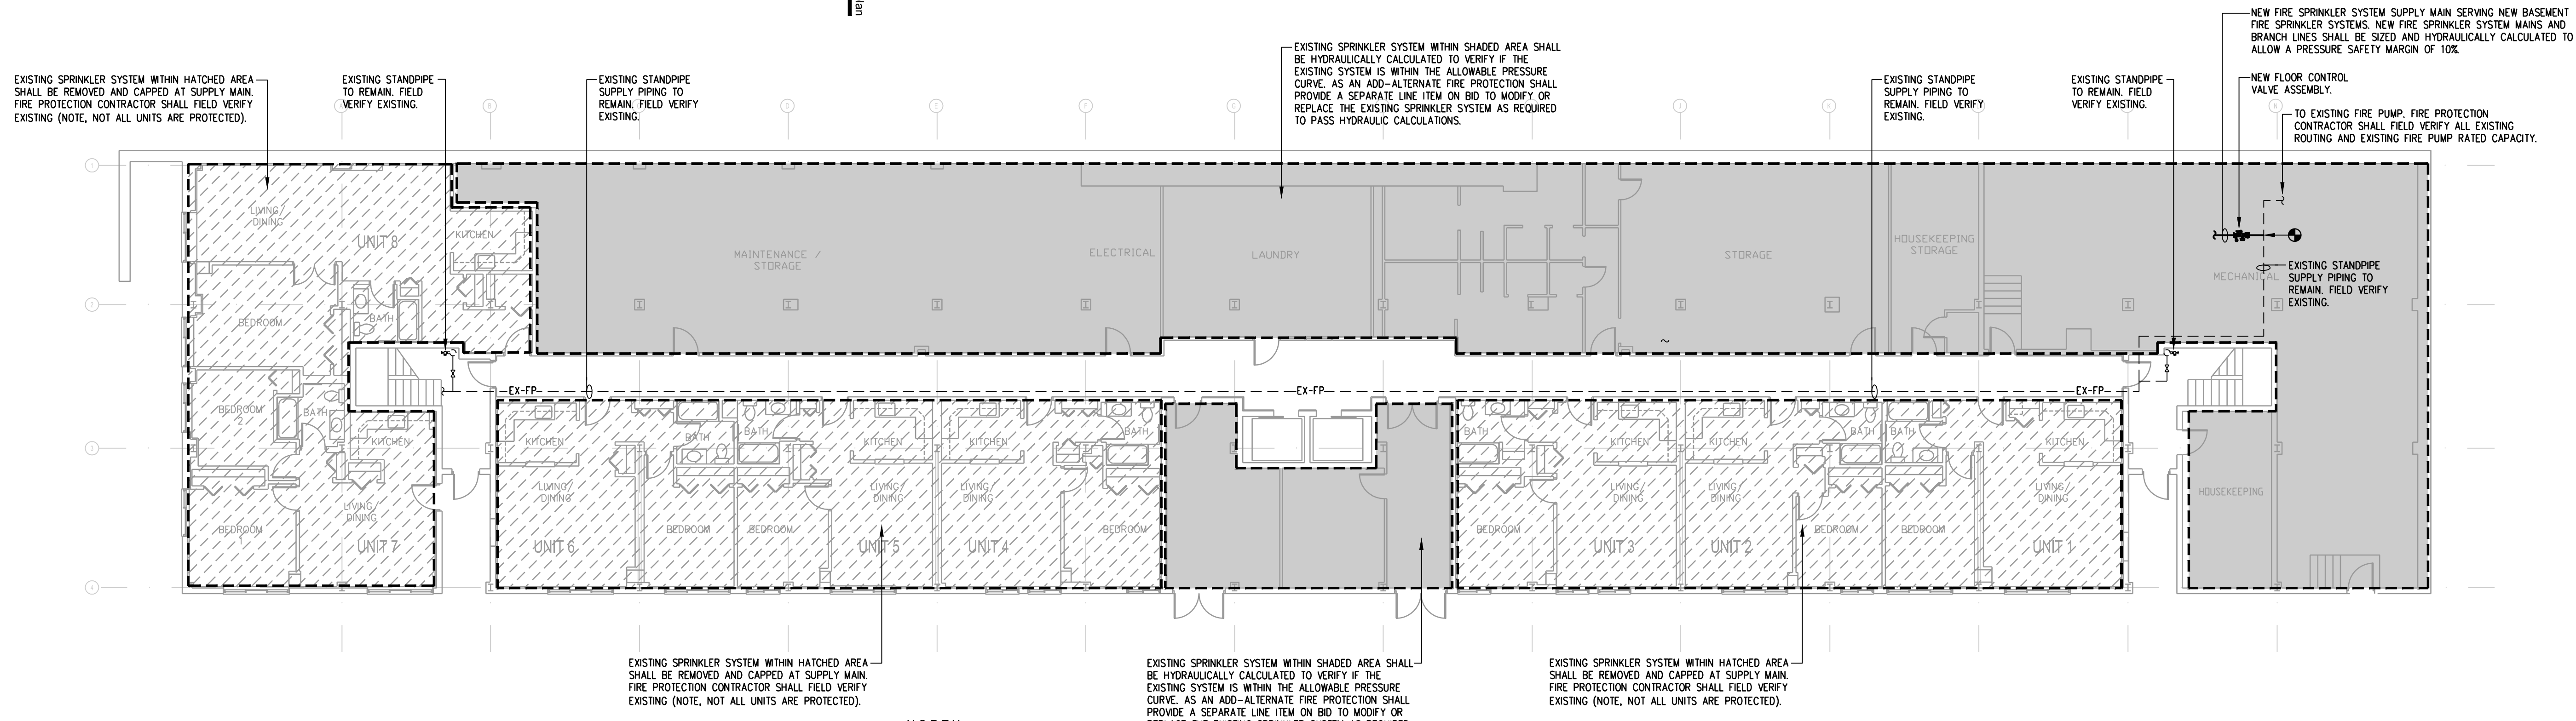 lan
NEW FIRE SPRINKLER SYSTEM SUPPLY MAIN SERVING NEW BASEMENT
FIRE SPRINKLER SYSTEMS. NEW FIRE SPRINKLER SYSTEM MAINS AND
BRANCH LINES SHALL BE SIZED AND HYDRAULICALLY CALCULATED TO
ALLOW A PRESSURE SAFETY MARGIN OF 10%.
EXISTING SPRINKLER SYSTEM WITHIN HATCHED AREA
SHALL BE REMOVED AND CAPPED AT SUPPLY MAIN.
FIRE PROTECTION CONTRACTOR SHALL FIELD VERIFY
EXISTING (NOTE, NOT ALL UNITS ARE PROTECTED).
EXISTING STANDPIPE
TO REMAIN. FIELD
VERIFY EXISTING.
EXISTING STANDPIPE
SUPPLY PIPING TO
REMAIN. FIELD VERIFY
EXISTING.
EXISTING SPRINKLER SYSTEM WITHIN SHADED AREA SHALL
BE HYDRAULICALLY CALCULATED TO VERIFY IF THE
EXISTING SYSTEM IS WITHIN THE ALLOWABLE PRESSURE
CURVE. AS AN ADD-ALTERNATE FIRE PROTECTION SHALL
PROVIDE A SEPARATE LINE ITEM ON BID TO MODIFY OR
REPLACE THE EXISTING SPRINKLER SYSTEM AS REQUIRED
TO PASS HYDRAULIC CALCULATIONS.
EXISTING STANDPIPE
SUPPLY PIPING TO
REMAIN. FIELD VERIFY
EXISTING.
EXISTING STANDPIPE
TO REMAIN. FIELD
VERIFY EXISTING.
NEW FLOOR CONTROL
VALVE ASSEMBLY.
TO EXISTING FIRE PUMP. FIRE PROTECTION
CONTRACTOR SHALL FIELD VERIFY ALL EXISTING
ROUTING AND EXISTING FIRE PUMP RATED CAPACITY.
LIVING/
DINING
UNIT 8
KITCHEN
MAINTENANCE /
STORAGE
ELECTRICAL
LAUNDRY
STORAGE
HOUSEKEEPING
STORAGE
MECHANICAL
EXISTING STANDPIPE
SUPPLY PIPING TO
REMAIN. FIELD VERIFY
EXISTING.
BEDROOM
BATH
EX-FP
EX-FP
EX-FP
BEDROOM
2
BATH
KITCHEN
LIVING/
DINING
BEDROOM
1
UNIT 7
KITCHEN
BATH
BATH
KITCHEN
KITCHEN
BATH
LIVING/
DINING
LIVING/
DINING
LIVING/
DINING
BEDROOM
BEDROOM
BEDROOM
UNIT 6
UNIT 5
UNIT 4
BATH
KITCHEN
KITCHEN
BATH
BATH
KITCHEN
LIVING/
DINING
LIVING/
DINING
LIVING/
DINING
BEDROOM
BEDROOM
BEDROOM
UNIT 3
UNIT 2
UNIT 1
HOUSEKEEPING
EXISTING SPRINKLER SYSTEM WITHIN HATCHED AREA
SHALL BE REMOVED AND CAPPED AT SUPPLY MAIN.
FIRE PROTECTION CONTRACTOR SHALL FIELD VERIFY
EXISTING (NOTE, NOT ALL UNITS ARE PROTECTED).
EXISTING SPRINKLER SYSTEM WITHIN SHADED AREA SHALL
BE HYDRAULICALLY CALCULATED TO VERIFY IF THE
EXISTING SYSTEM IS WITHIN THE ALLOWABLE PRESSURE
CURVE. AS AN ADD-ALTERNATE FIRE PROTECTION SHALL
PROVIDE A SEPARATE LINE ITEM ON BID TO MODIFY OR
EXISTING SPRINKLER SYSTEM WITHIN HATCHED AREA
SHALL BE REMOVED AND CAPPED AT SUPPLY MAIN.
FIRE PROTECTION CONTRACTOR SHALL FIELD VERIFY
EXISTING (NOTE, NOT ALL UNITS ARE PROTECTED).